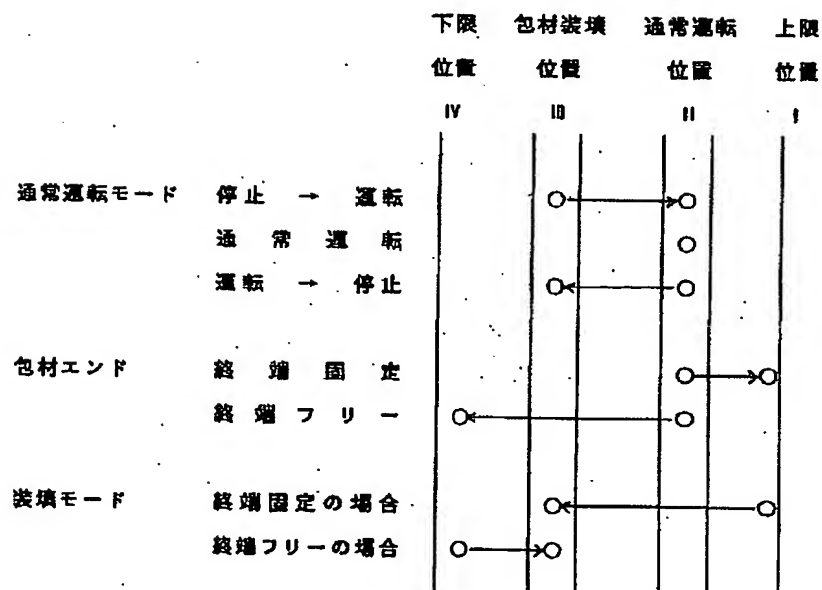 下限 包材装填 通常運転 上限
位置 位置 位置 位置
IV III II I
通常運転モード 停止 → 運転
通常運転
運転 → 停止
包材エンド 終端固定
終端フリー
装填モード 終端固定の場合
終端フリーの場合